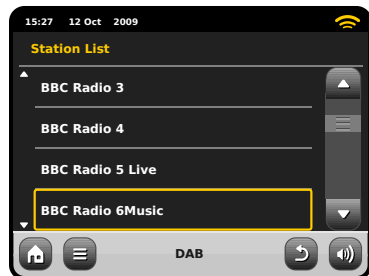 15:27 12 Oct 2009
Station List
BBC Radio 3
BBC Radio 4
BBC Radio 5 Live
BBC Radio 6Music
DAB